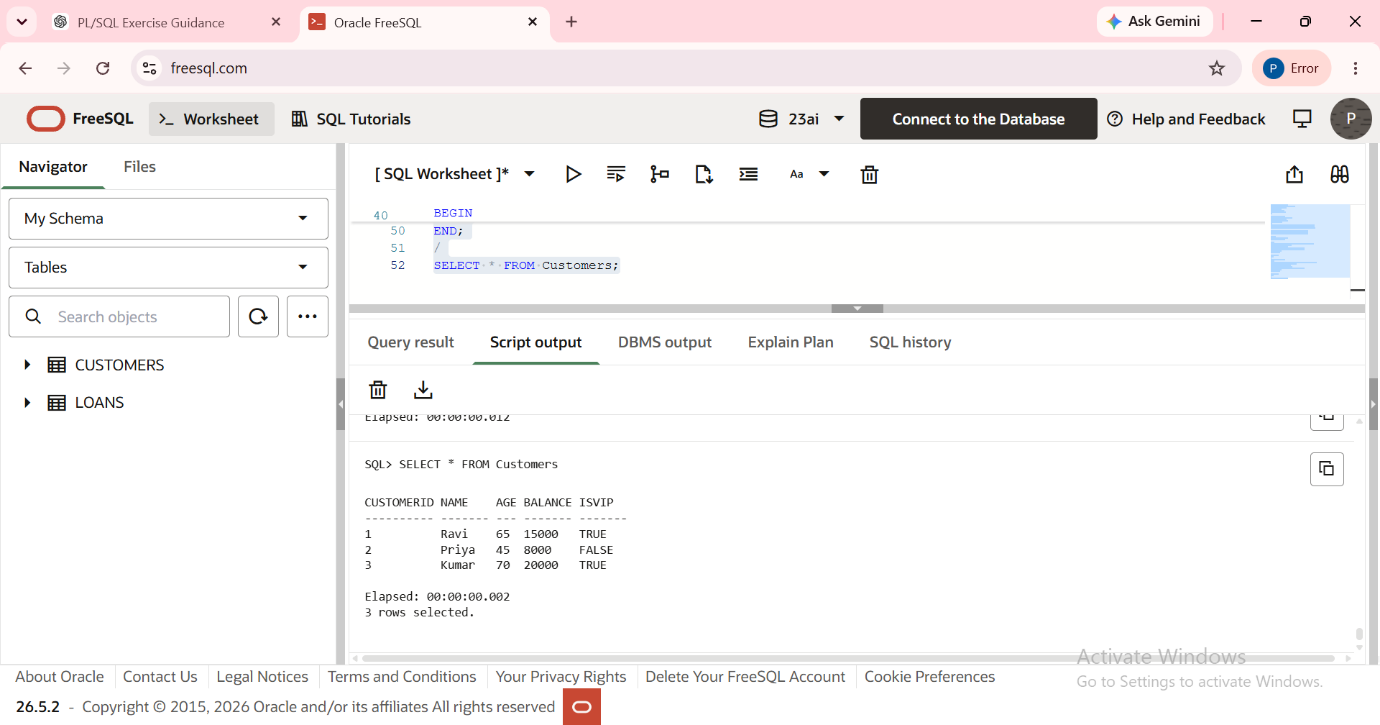 PL/SQL Exercise Guidance
Oracle FreeSQL
Ask Gemini
freesql.com
P Error
FreeSQL
>_ Worksheet
SQL Tutorials
23ai
Connect to the Database
Help and Feedback
P
Navigator
Files
[ SQL Worksheet ]*
Aa
My Schema
Tables
Search objects
CUSTOMERS
LOANS
40 BEGIN
50 END;
51 /
52 SELECT * FROM Customers;
Query result
Script output
DBMS output
Explain Plan
SQL history
Elapsed: 00:00:00.012
SQL> SELECT * FROM Customers
CUSTOMERID NAME AGE BALANCE ISVIP
---------- ------- --- ------- -------
1 Ravi 65 15000 TRUE
2 Priya 45 8000 FALSE
3 Kumar 70 20000 TRUE
Elapsed: 00:00:00.002
3 rows selected.
Activate Windows
Go to Settings to activate Windows.
About Oracle
Contact Us
Legal Notices
Terms and Conditions
Your Privacy Rights
Delete Your FreeSQL Account
Cookie Preferences
26.5.2 - Copyright © 2015, 2026 Oracle and/or its affiliates All rights reserved